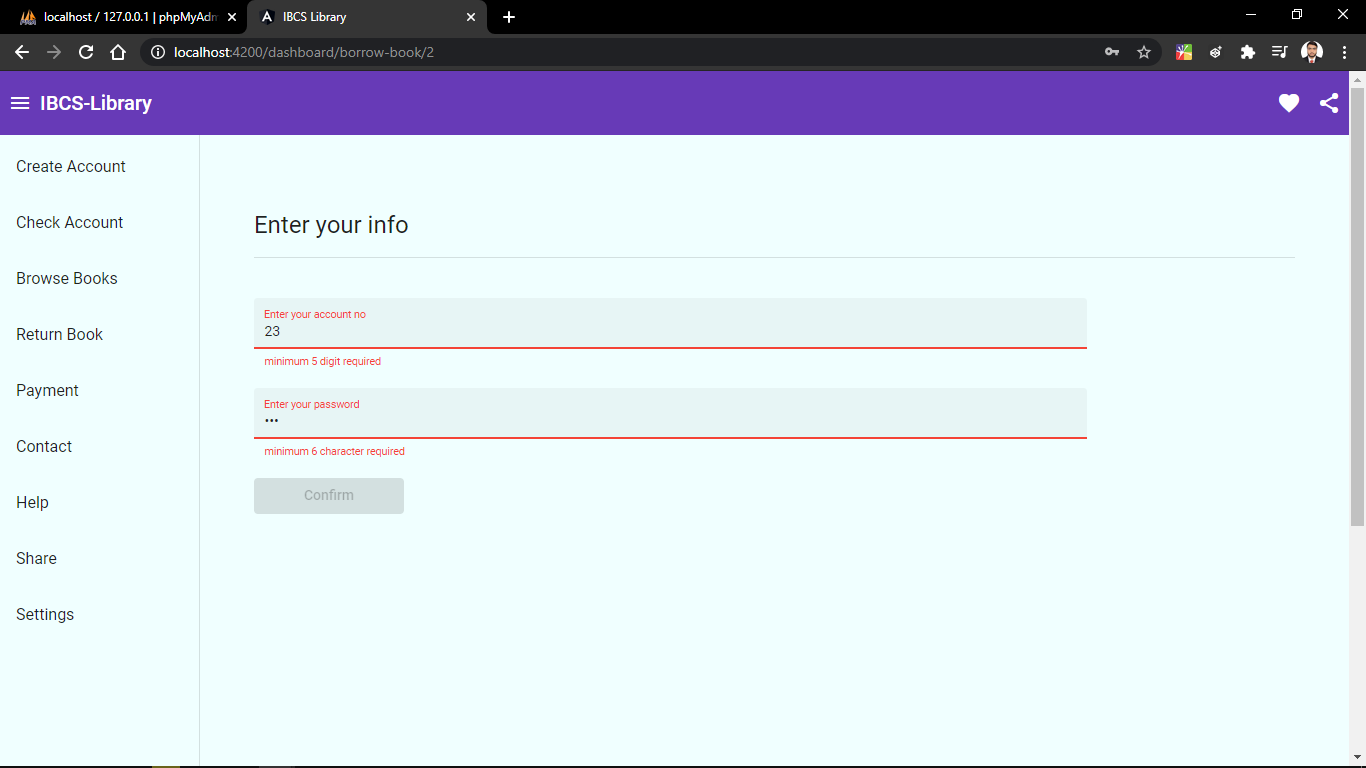 localhost / 127.0.0.1 | phpMyAdm
IBCS Library
localhost:4200/dashboard/borrow-book/2
IBCS-Library
Create Account
Check Account
Browse Books
Return Book
Payment
Contact
Help
Share
Settings
Enter your info
Enter your account no
23
minimum 5 digit required
Enter your password
•••
minimum 6 character required
Confirm